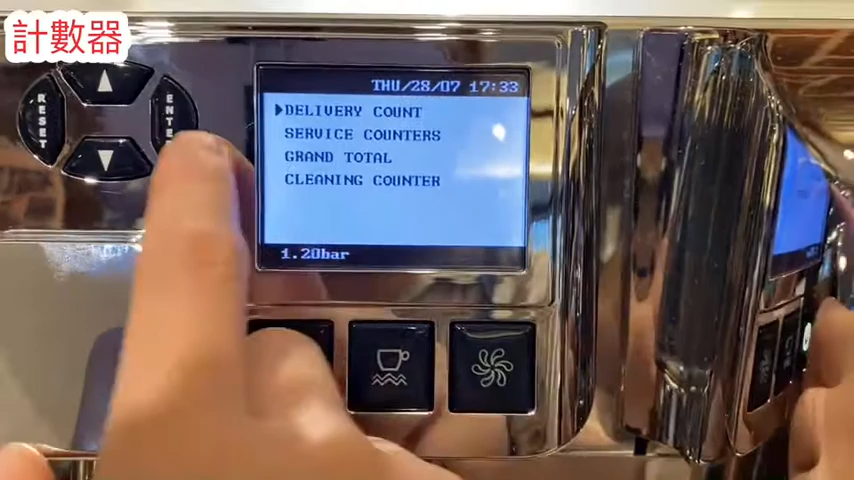 計數器
RESET
ENTE
THU/28/07 17:33
DELIVERY COUNT
SERVICE COUNTERS
GRAND TOTAL
CLEANING COUNTER
1.20bar